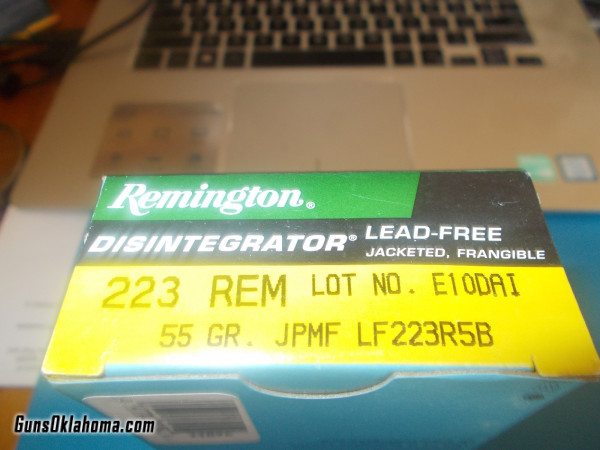 Remington®
DISINTEGRATOR® LEAD-FREE
JACKETED, FRANGIBLE
223 REM LOT NO. E10DAI
55 GR. JPMF LF223R5B
GunsOklahoma.com